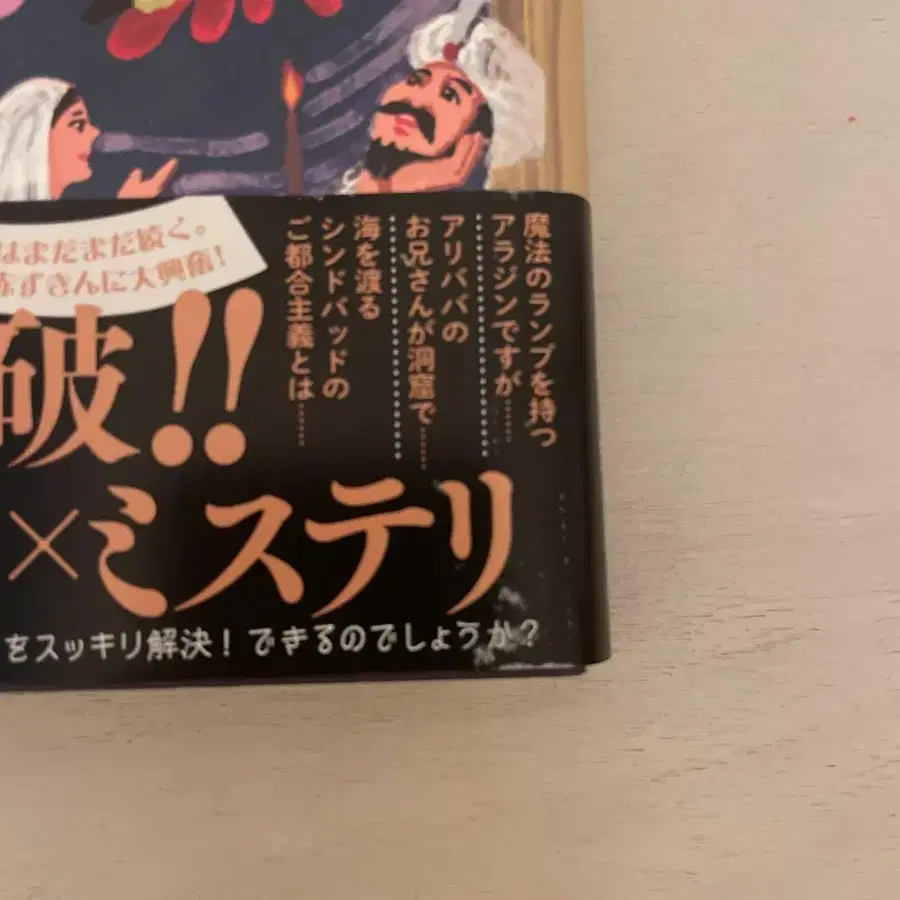 はまだまだ続く。
赤ずきんに大興奮！
破!!
魔法のランプを持つ
アラジンですが……
アリババの
お兄さんが洞窟で……
海を渡る
シンドバッドの
ご都合主義とは……
×ミステリ
をスッキリ解決！できるのでしょうか？